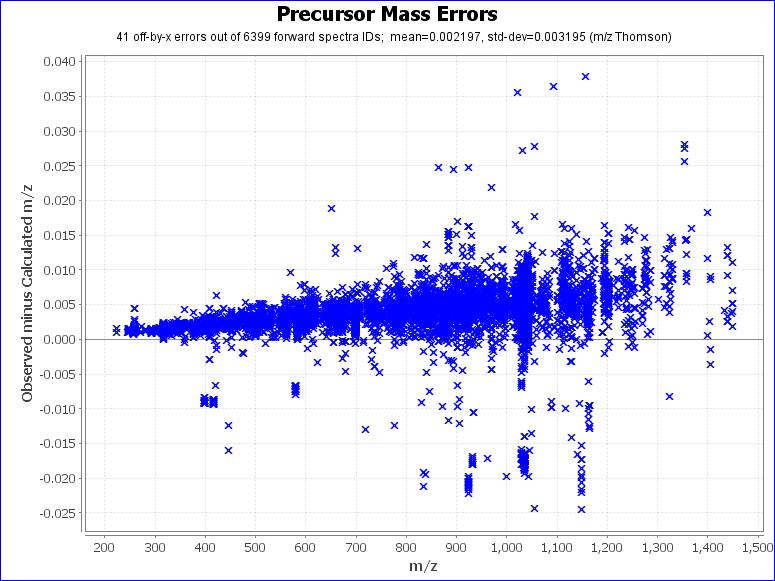 Precursor Mass Errors
41 off-by-x errors out of 6399 forward spectra IDs;  mean=0.002197, std-dev=0.003195 (m/z Thomson)
Observed minus Calculated m/z
0.040
0.035
0.030
0.025
0.020
0.015
0.010
0.005
0.000
-0.005
-0.010
-0.015
-0.020
-0.025
200 300 400 500 600 700 800 900 1,000 1,100 1,200 1,300 1,400 1,500
m/z